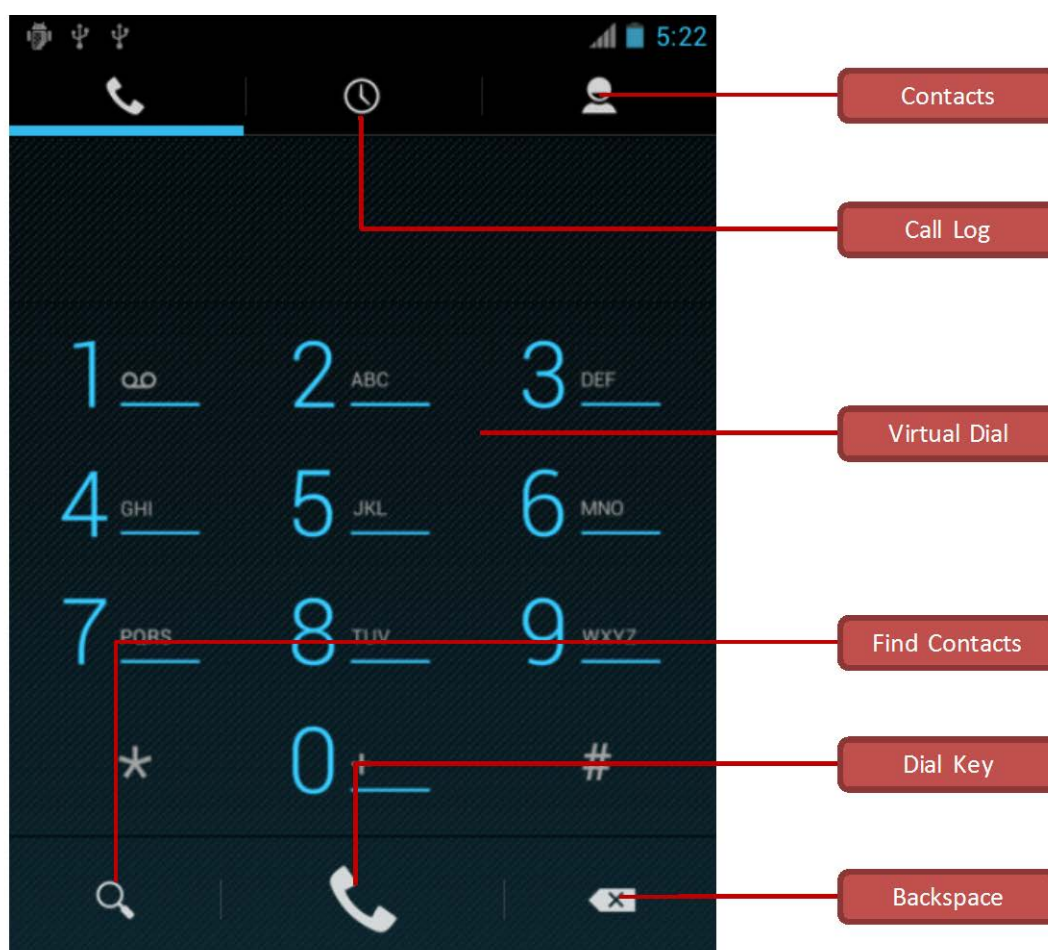 5:22
Contacts
Call Log
1
2 ABC
3 DEF
Virtual Dial
4 GHI
5 JKL
6 MNO
7 PQRS
8 TUV
9 WXYZ
Find Contacts
*
0 +
#
Dial Key
Backspace